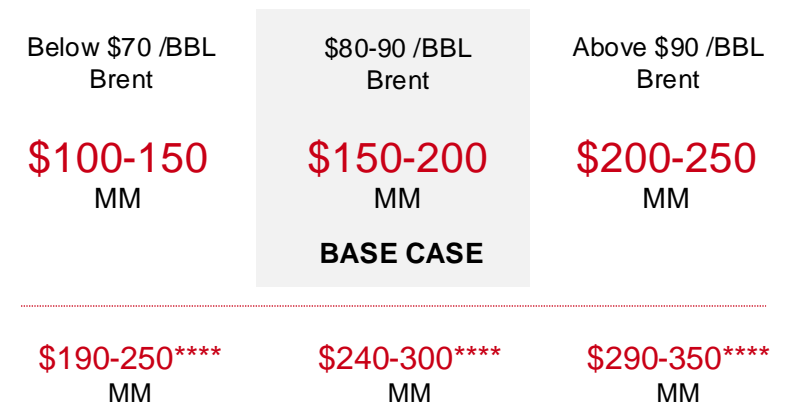 Below $70 /BBL
Brent
$80-90 /BBL
Brent
Above $90 /BBL
Brent
$100-150
MM
$150-200
MM
$200-250
MM
BASE CASE
$190-250****
MM
$240-300****
MM
$290-350****
MM